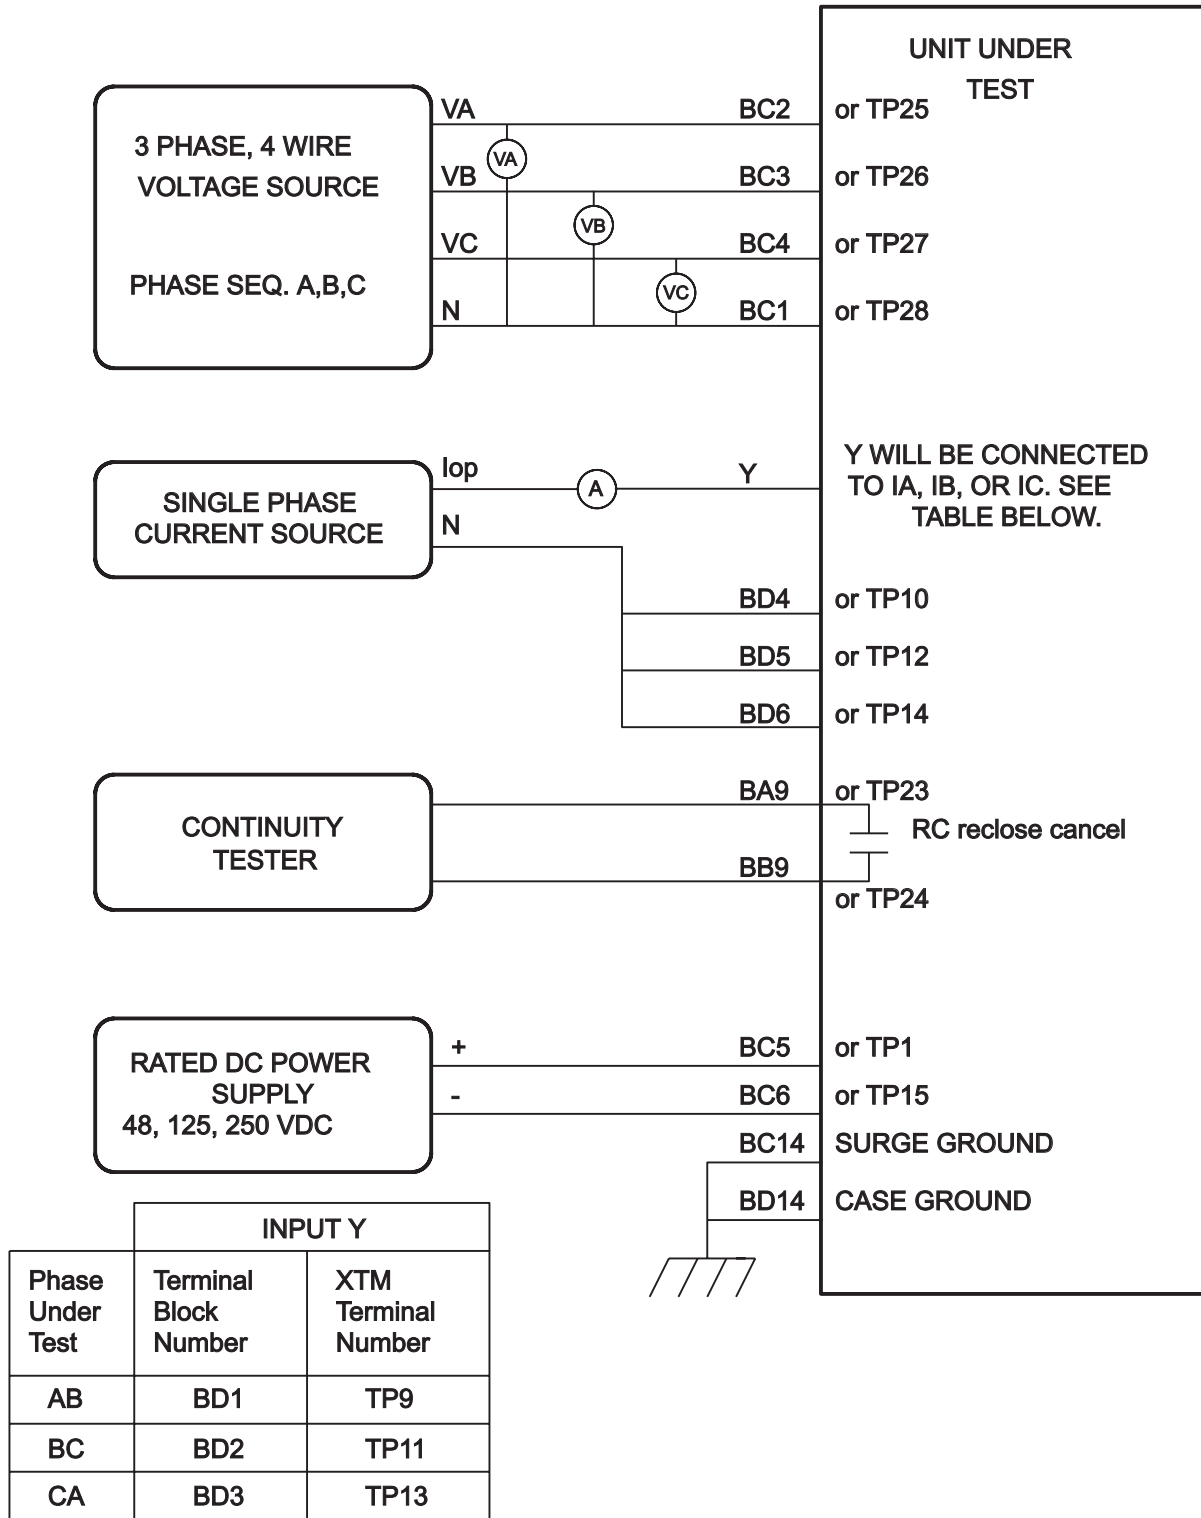 UNIT UNDER
TEST
3 PHASE, 4 WIRE
VOLTAGE SOURCE
PHASE SEQ. A,B,C
VA
VA
BC2
or TP25
VB
VB
BC3
or TP26
VC
VC
BC4
or TP27
N
BC1
or TP28
SINGLE PHASE
CURRENT SOURCE
Iop
A
Y
Y WILL BE CONNECTED
TO IA, IB, OR IC. SEE
TABLE BELOW.
N
BD4
or TP10
BD5
or TP12
BD6
or TP14
CONTINUITY
TESTER
BA9
or TP23
RC reclose cancel
BB9
or TP24
RATED DC POWER
SUPPLY
48, 125, 250 VDC
+
BC5
or TP1
-
BC6
or TP15
BC14
SURGE GROUND
BD14
CASE GROUND
INPUT Y
Phase
Under
Test
Terminal
Block
Number
XTM
Terminal
Number
AB
BD1
TP9
BC
BD2
TP11
CA
BD3
TP13